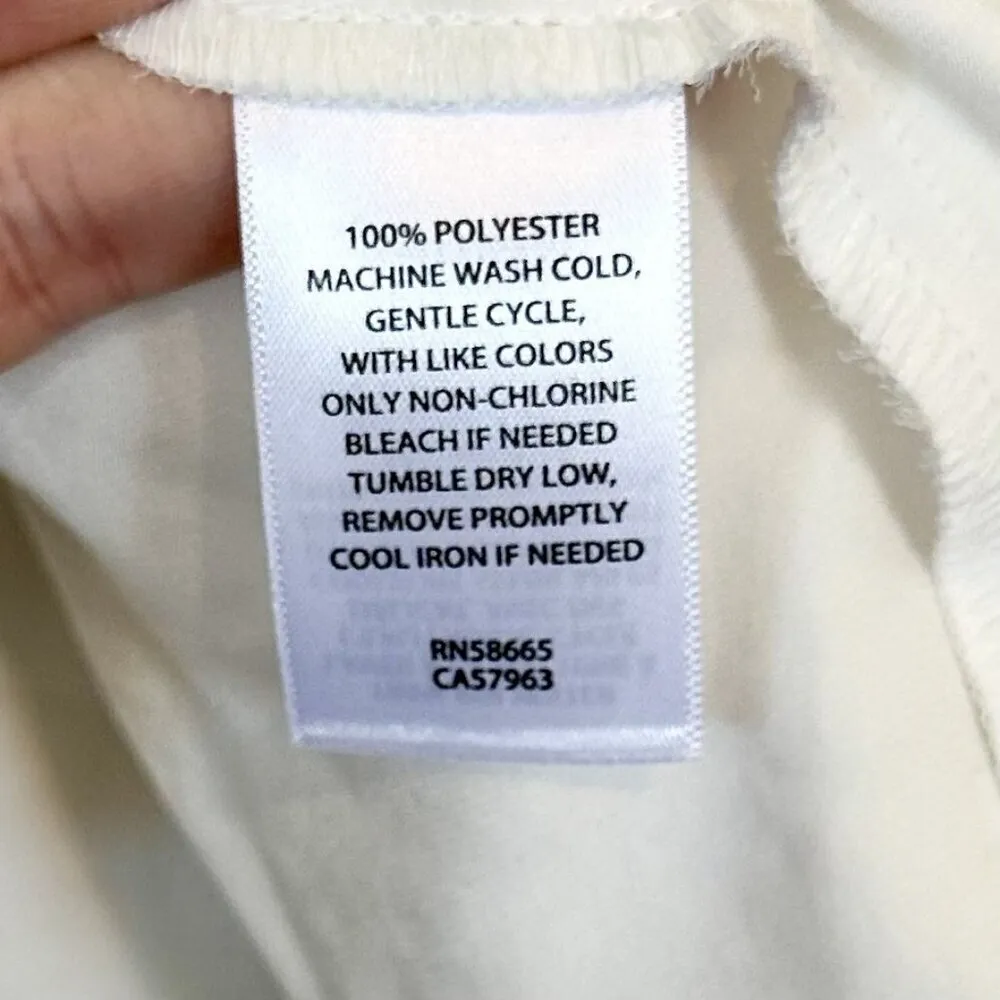 100% POLYESTER
MACHINE WASH COLD,
GENTLE CYCLE,
WITH LIKE COLORS
ONLY NON-CHLORINE
BLEACH IF NEEDED
TUMBLE DRY LOW,
REMOVE PROMPTLY
COOL IRON IF NEEDED
RN58665
CA57963